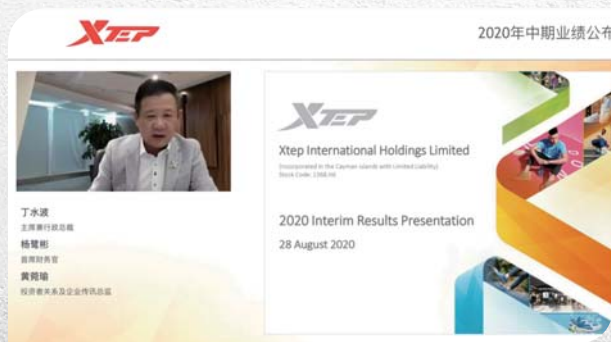 XTEP
2020年中期业绩公布
丁水波
主席兼行政总裁
杨鹭彬
首席财务官
黄菀瑜
投资者关系及企业传讯总监
XTEP
Xtep International Holdings Limited
(Incorporated in the Cayman Islands with Limited Liability)
Stock Code: 1368.HK
2020 Interim Results Presentation
28 August 2020